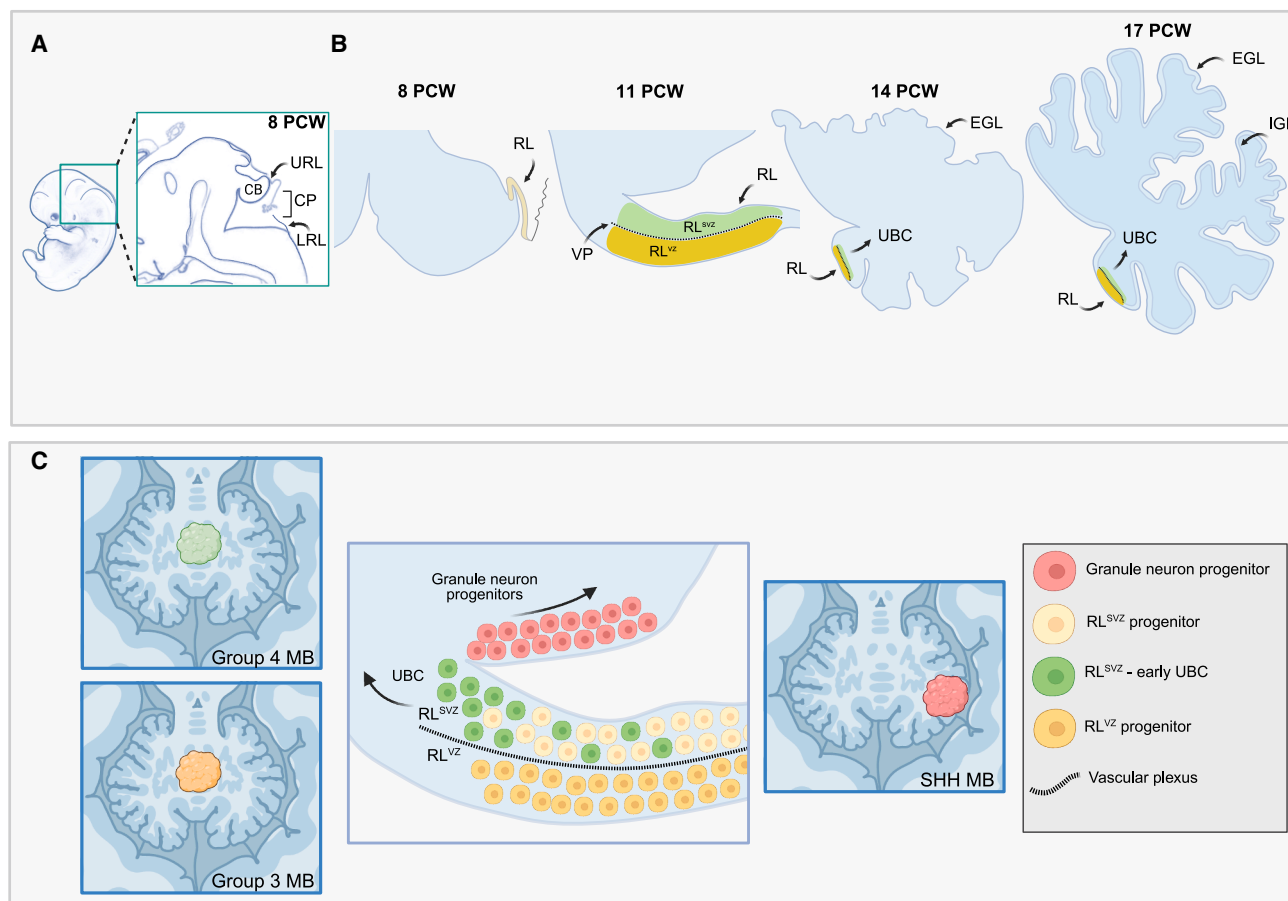 A
8 PCW
URL
CB
CP
LRL
B
8 PCW
RL
11 PCW
RL
RLsvz
VP
RLvz
14 PCW
EGL
UBC
RL
17 PCW
EGL
IGL
UBC
RL
C
Group 4 MB
Group 3 MB
Granule neuron
progenitors
UBC
RLSVZ
RLVZ
SHH MB
Granule neuron progenitor
RLSVZ progenitor
RLSVZ - early UBC
RLVZ progenitor
Vascular plexus